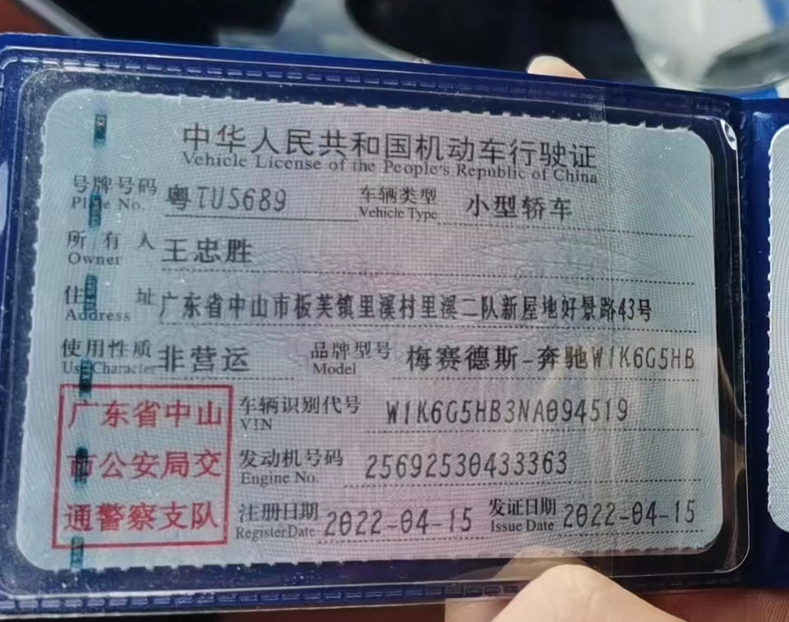 中华人民共和国机动车行驶证
Vehicle License of the People's Republic of China
号牌号码 粤TUS689 车辆类型 小型轿车
Plate No. Vehicle Type
所有人 王忠胜
Owner
住址 广东省中山市板芙镇里溪村里溪二队新屋地好景路43号
Address
使用性质 非营运 品牌型号 梅赛德斯-奔驰W1K6G5HB
Use Character Model
广东省中山 车辆识别代号 W1K6G5HB3NA094519
VIN
市公安局交 发动机号码 25692530433363
Engine No.
通警察支队 注册日期 2022-04-15 发证日期 2022-04-15
Register Date Issue Date